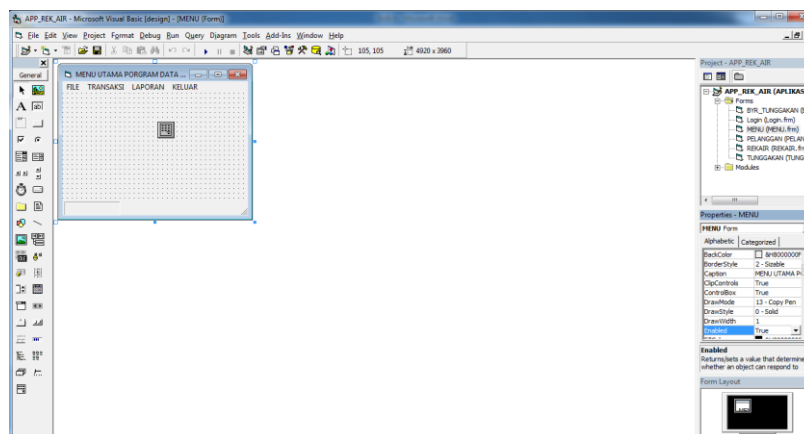 APP_REK_AIR - Microsoft Visual Basic [design] - [MENU (Form)]
File Edit View Project Format Debug Run Query Diagram Tools Add-Ins Window Help
105, 105 4920 x 3960
General
MENU UTAMA PORGRAM DATA ...
FILE TRANSAKSI LAPORAN KELUAR
Project - APP_REK_AIR
APP_REK_AIR (APLIKAS
Forms
BYR_TUNGGAKAN (
Login (Login.frm)
MENU (MENU.frm)
PELANGGAN (PELAN
REKAIR (REKAIR.fr
TUNGGAKAN (TUNG
Modules
Properties - MENU
MENU Form
Alphabetic Categorized
BackColor &H8000000F
BorderStyle 2 - Sizable
Caption MENU UTAMA P
ClipControls True
ControlBox True
DrawMode 13 - Copy Pen
DrawStyle 0 - Solid
DrawWidth 1
Enabled True
Enabled
Returns/sets a value that determine
whether an object can respond to
Form Layout